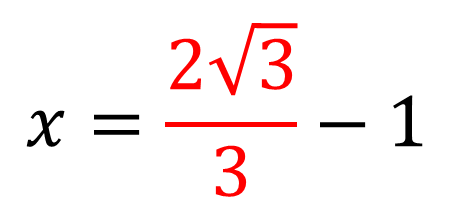 x = 2√3/3 − 1